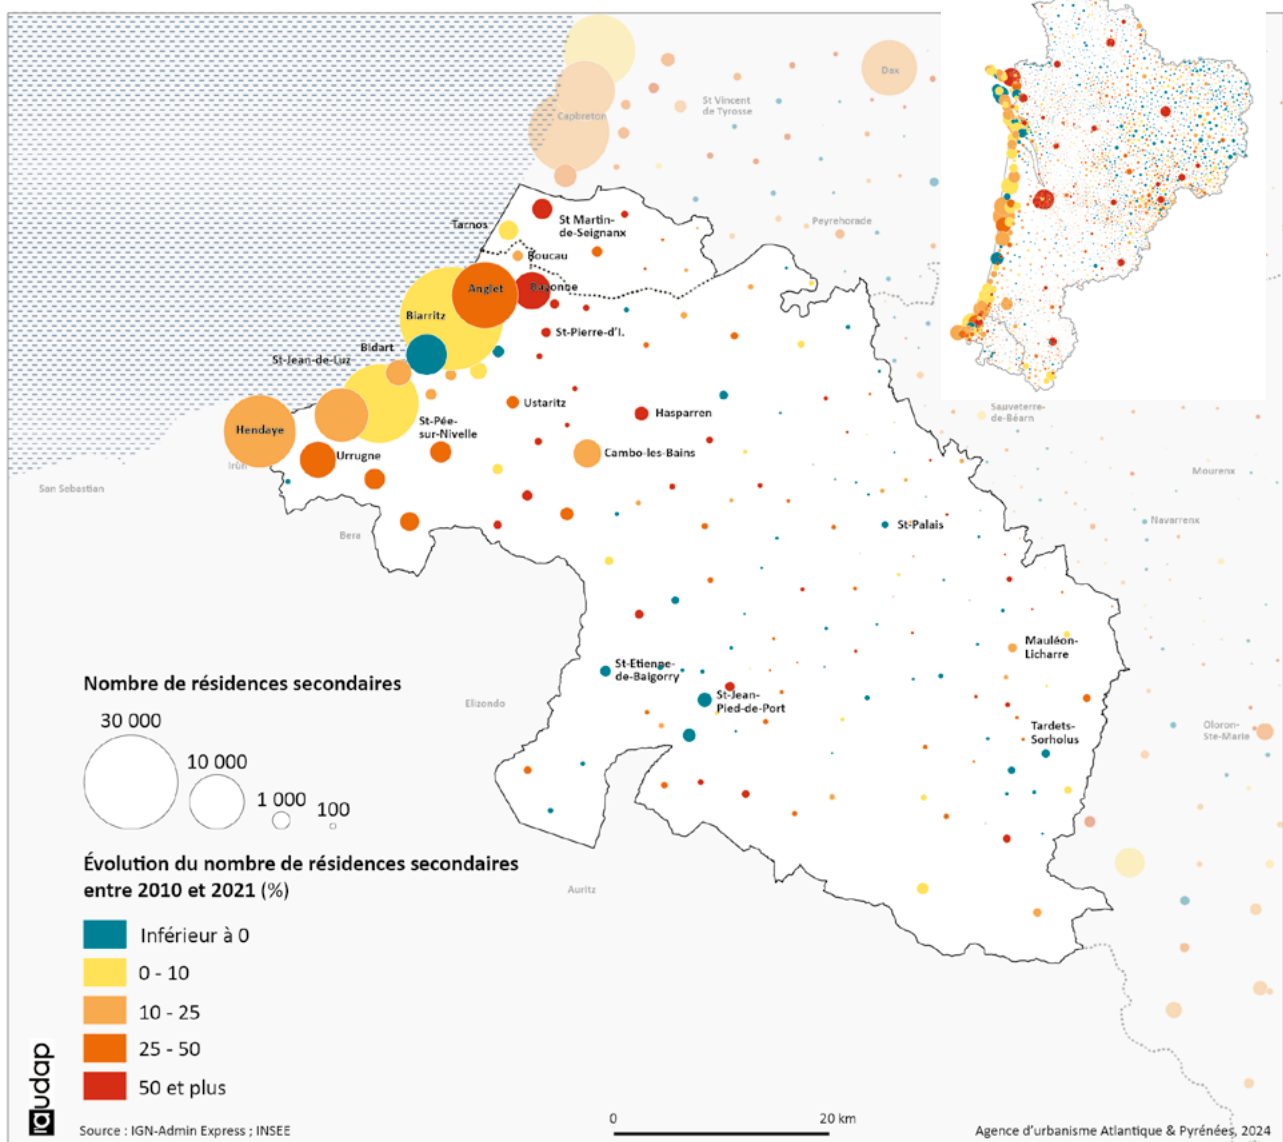 Dax
St Vincent
de Tyrosse
Capbreton
Peyrehorade
Tarnos
St Martin-
de-Seignanx
Boucau
Bayonne
Anglet
Biarritz
St-Pierre-d'I.
Bidart
St-Jean-de-Luz
Ustaritz
Hasparren
Sauveterre-
de-Béarn
St-Pée-
sur-Nivelle
Hendaye
Urrugne
Cambo-les-Bains
Irun
Mourenx
San Sebastian
Navarrenx
St-Palais
Bera
Mauléon-
Licharre
St-Etienne-
de-Baigorry
St-Jean-
Pied-de-Port
Elizondo
Tardets-
Sorholus
Oloron-
Ste-Marie
Auritz
Nombre de résidences secondaires
30 000
10 000
1 000
100
Évolution du nombre de résidences secondaires
entre 2010 et 2021 (%)
Inférieur à 0
0 - 10
10 - 25
25 - 50
50 et plus
audap
Source : IGN-Admin Express ; INSEE
0
20 km
Agence d'urbanisme Atlantique & Pyrénées, 2024